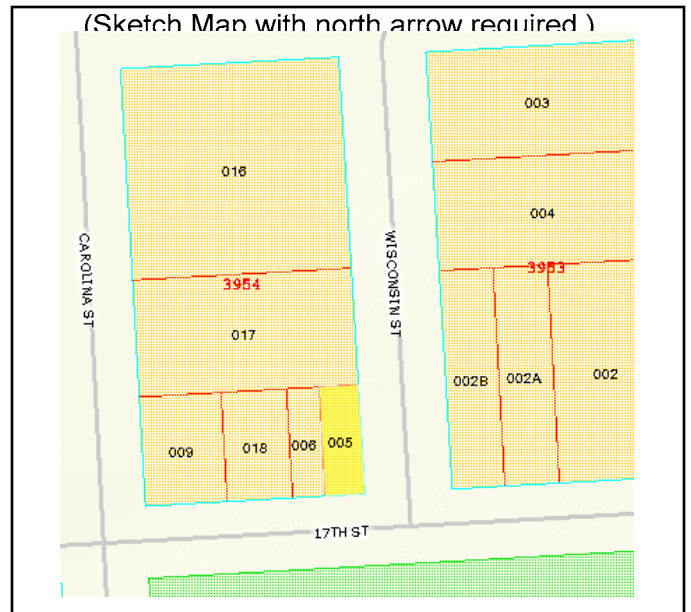 (Sketch Map with north arrow required )
003
016
004
CAROLINA ST
WISCONSIN ST
3954
3953
017
002B
002A
002
009
018
006
005
17TH ST